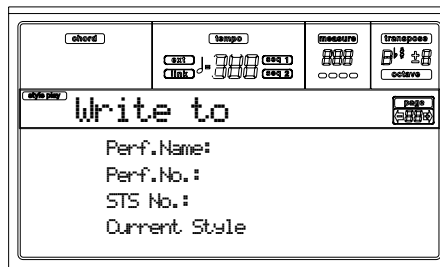 chord tempo measure transpose
ext seq 1
link seq 2
octave
style play
Write to
page
Perf.Name:
Perf.No.:
STS No.:
Current Style